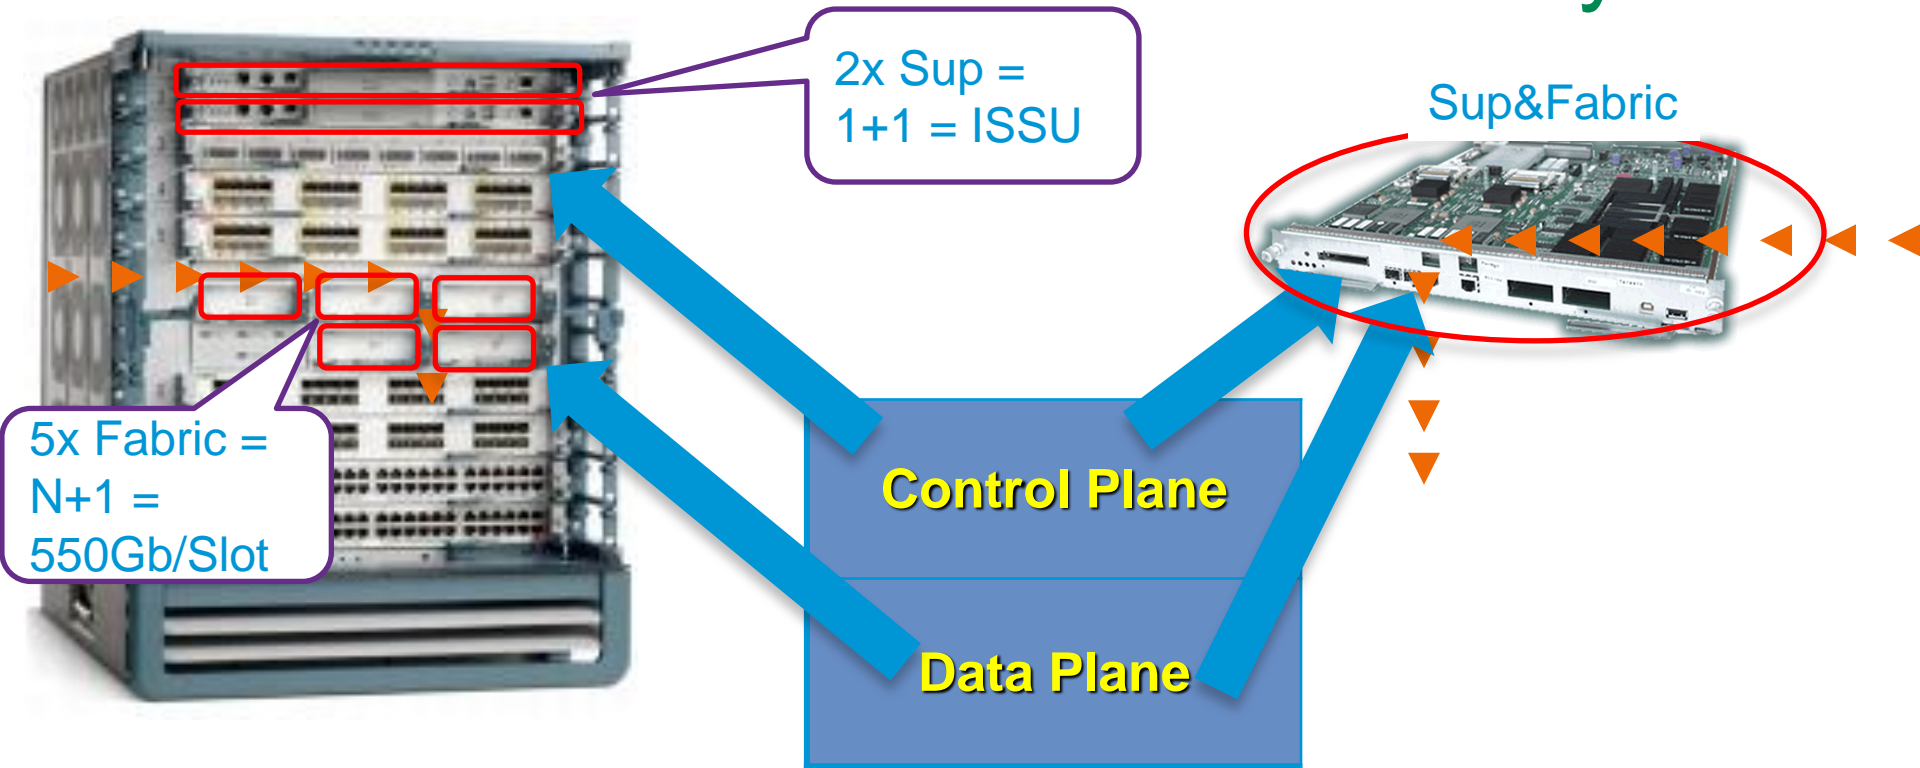 2x Sup =
1+1 = ISSU
Sup&Fabric
5x Fabric =
N+1 =
550Gb/Slot
Control Plane
Data Plane